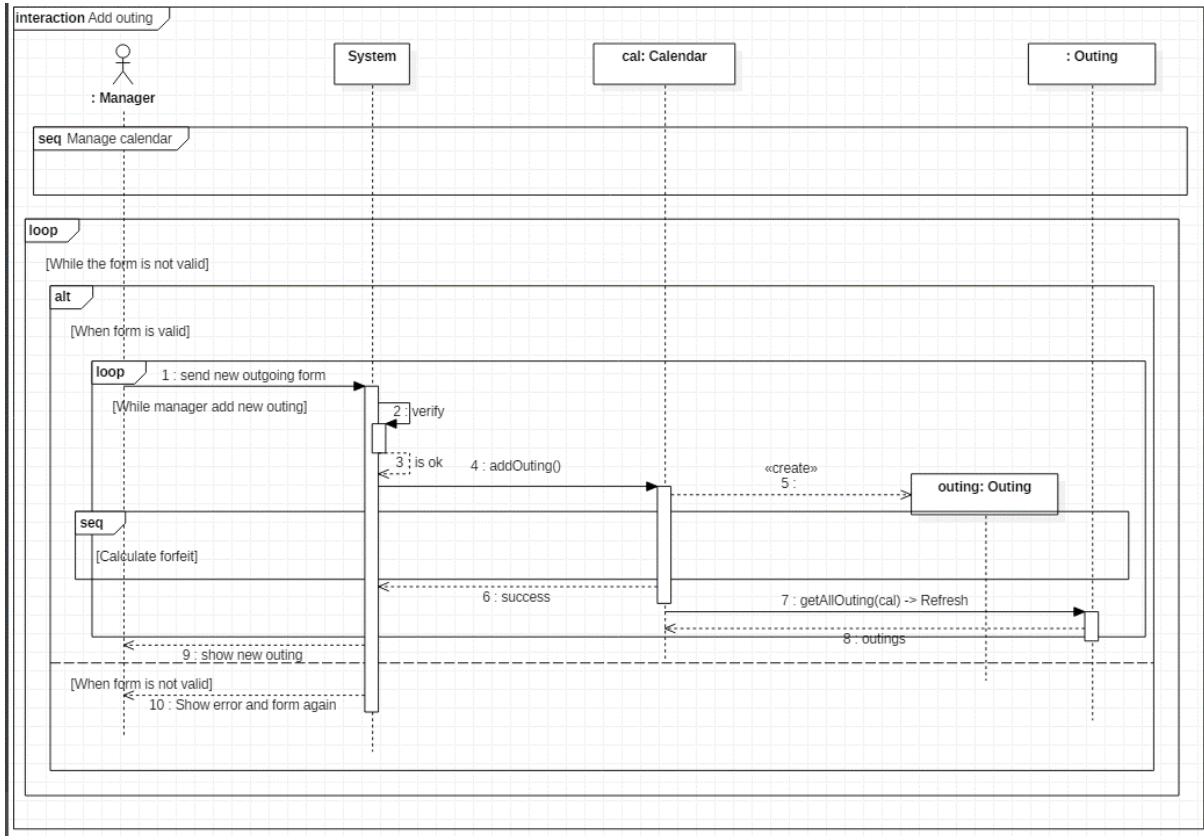 interaction Add outing
System
cal: Calendar
: Outing
: Manager
seq Manage calendar
loop
[While the form is not valid]
alt
[When form is valid]
loop
1 : send new outgoing form
[While manager add new outing]
2 : verify
3 : is ok
4 : addOuting()
«create»
5 :
outing: Outing
seq
[Calculate forfeit]
6 : success
7 : getAllOuting(cal) -> Refresh
8 : outings
9 : show new outing
[When form is not valid]
10 : Show error and form again